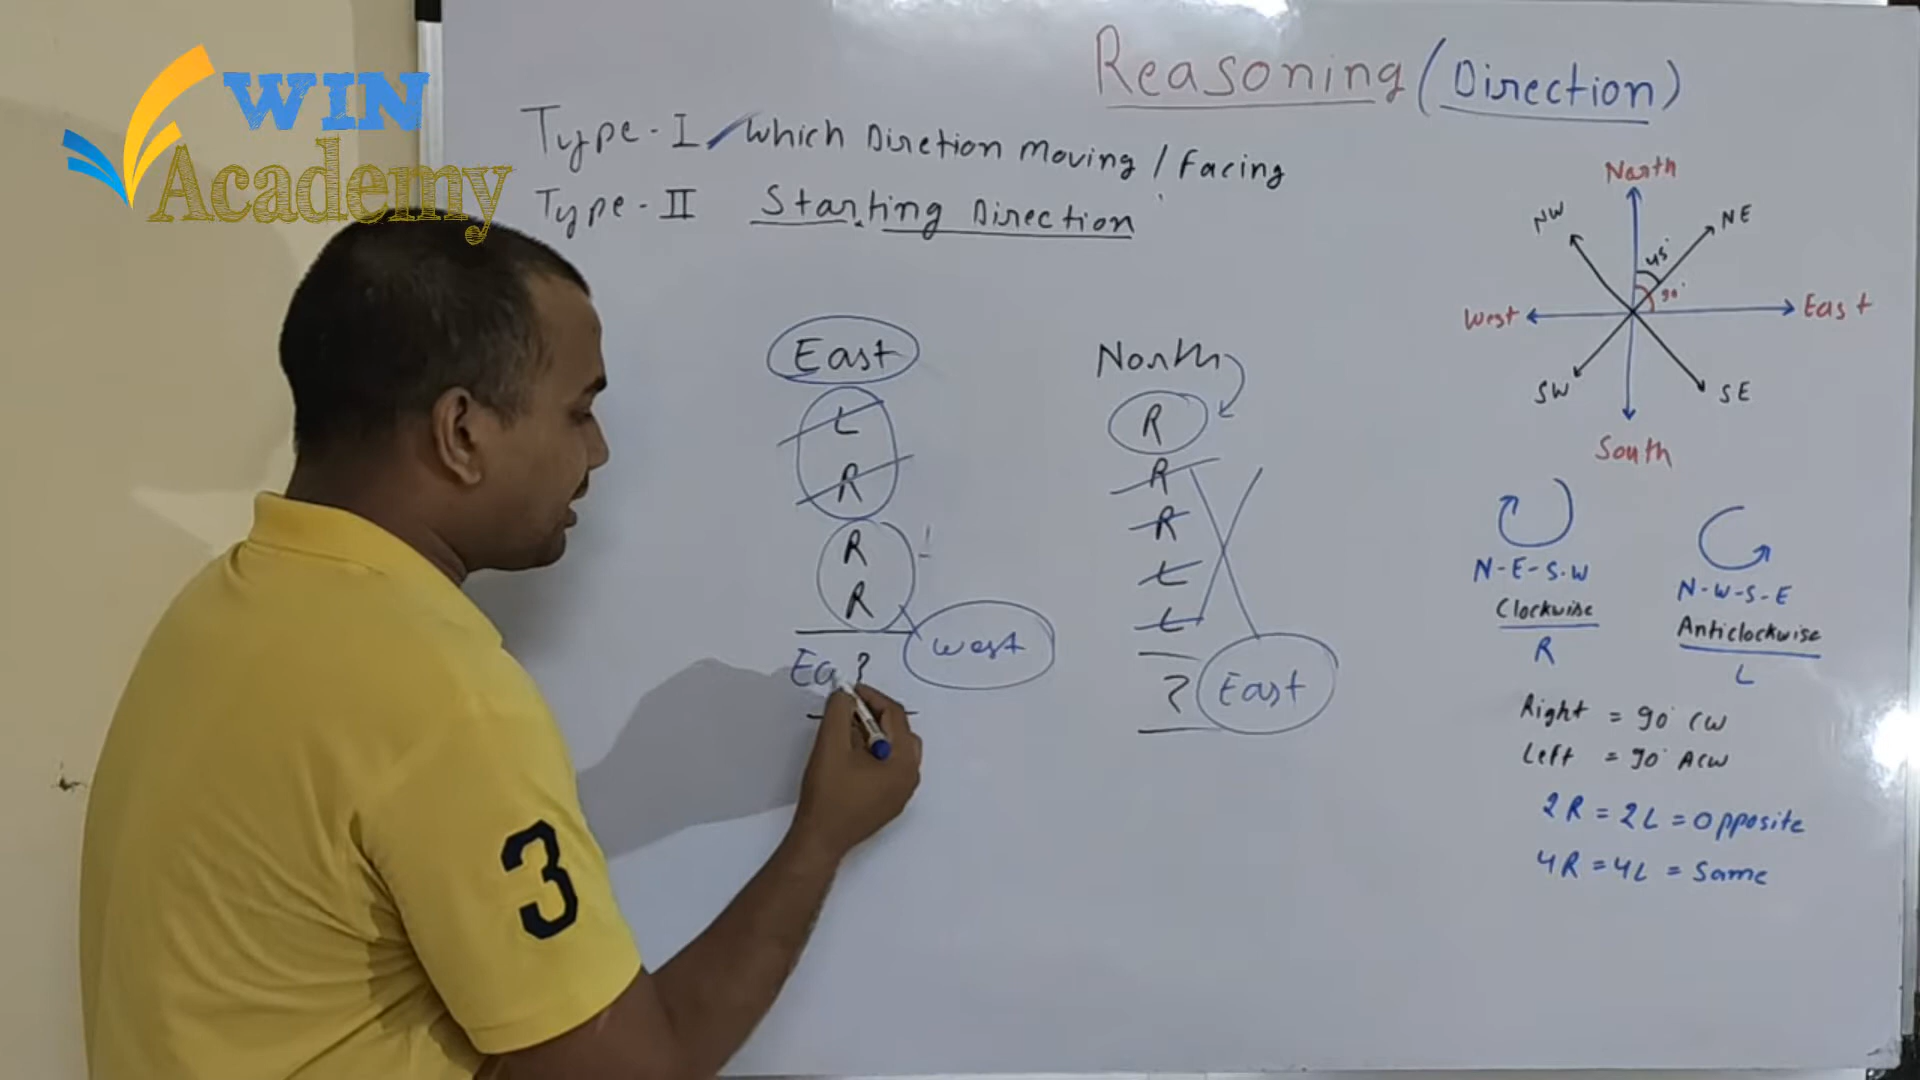 WIN
Academy
Reasoning (Direction)
Type - I Which Diretion Moving / Facing
Type - II Starting Direction
North
NW
NE
45°
90°
West
East
SW
SE
South
East
L
R
R
R
West
Ea ?
North
R
R
R
L
L
? East
N-E-S-W
Clockwise
R
N-W-S-E
Anticlockwise
L
Right = 90° CW
Left = 90° ACW
2R = 2L = Opposite
4R = 4L = Same
3